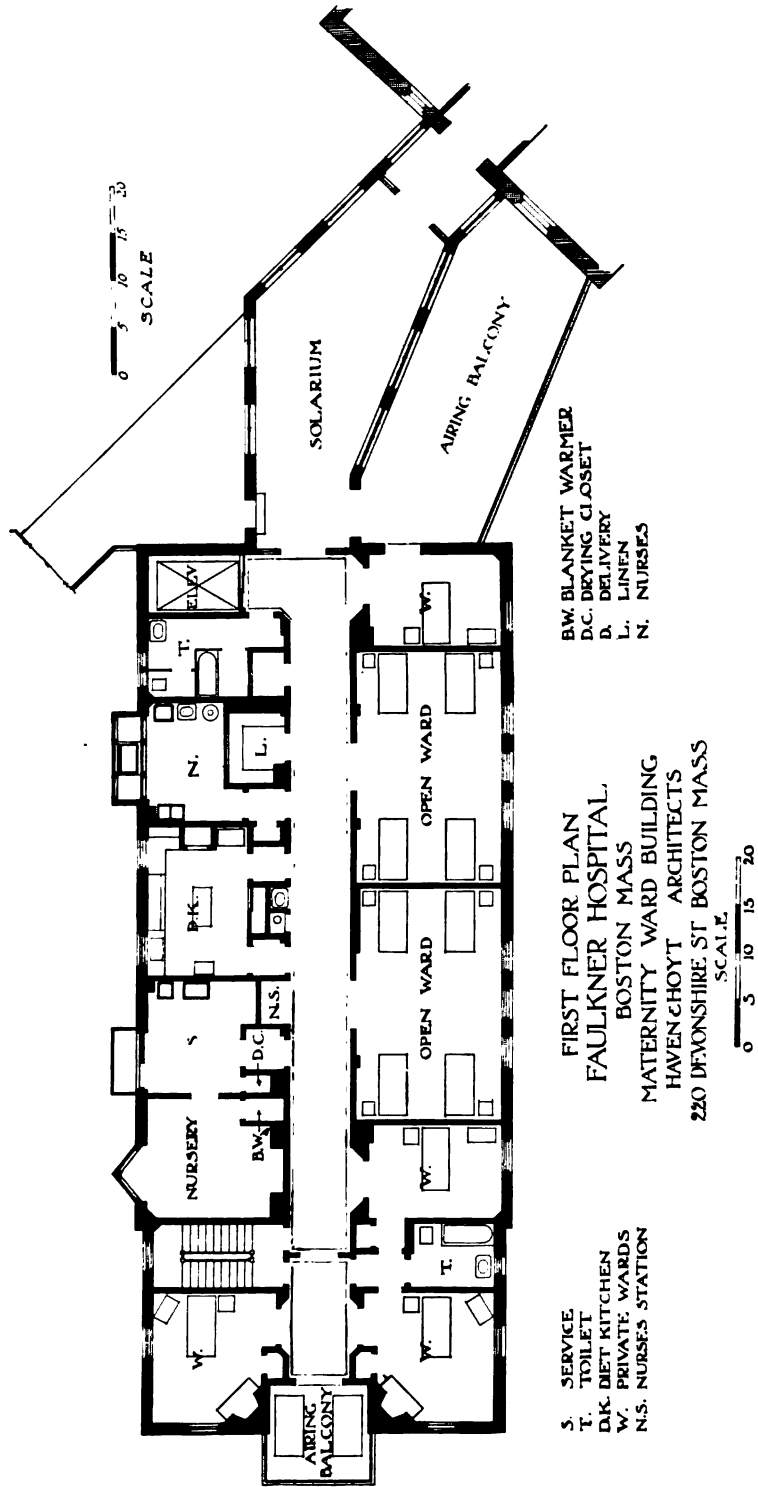 0 5 10 15 20
SCALE
SOLARIUM
AIRING BALCONY
ELEV
T.
W.
N.
L.
OPEN WARD
D.K.
OPEN WARD
S
N.S.
D.C.
NURSERY
B.W.
W.
T.
W.
W.
AIRING
BALCONY
S. SERVICE
T. TOILET
D.K. DIET KITCHEN
W. PRIVATE WARDS
N.S. NURSES STATION
FIRST FLOOR PLAN
FAULKNER HOSPITAL,
BOSTON MASS
MATERNITY WARD BUILDING
HAVEN & HOYT ARCHITECTS
220 DEVONSHIRE ST BOSTON MASS
SCALE
0 5 10 15 20
B.W. BLANKET WARMER
D.C. DRYING CLOSET
D. DELIVERY
L. LINEN
N. NURSES